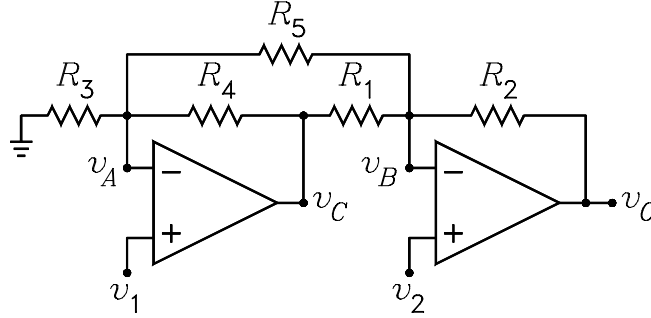 R5
R3 R4 R1 R2
vA − vB −
vC vO
+ +
v1 v2